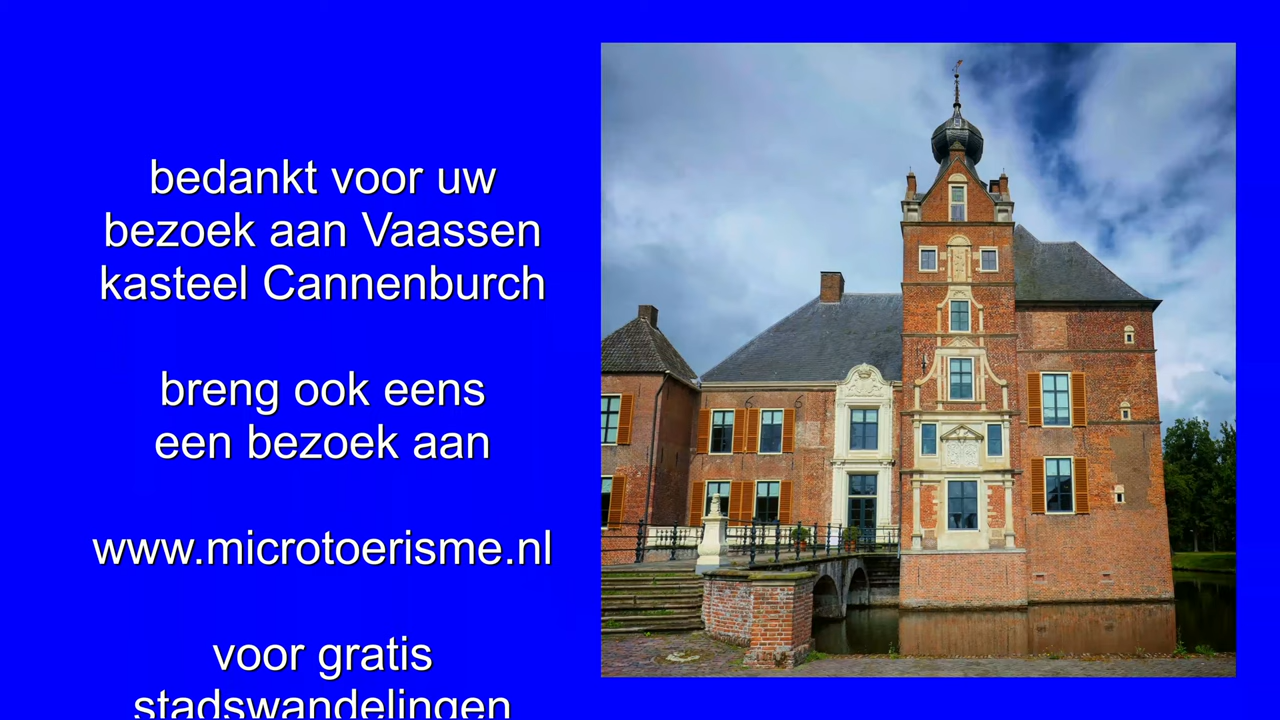 bedankt voor uw
bezoek aan Vaassen
kasteel Cannenburch
breng ook eens
een bezoek aan
www.microtoerisme.nl
voor gratis
stadswandelingen